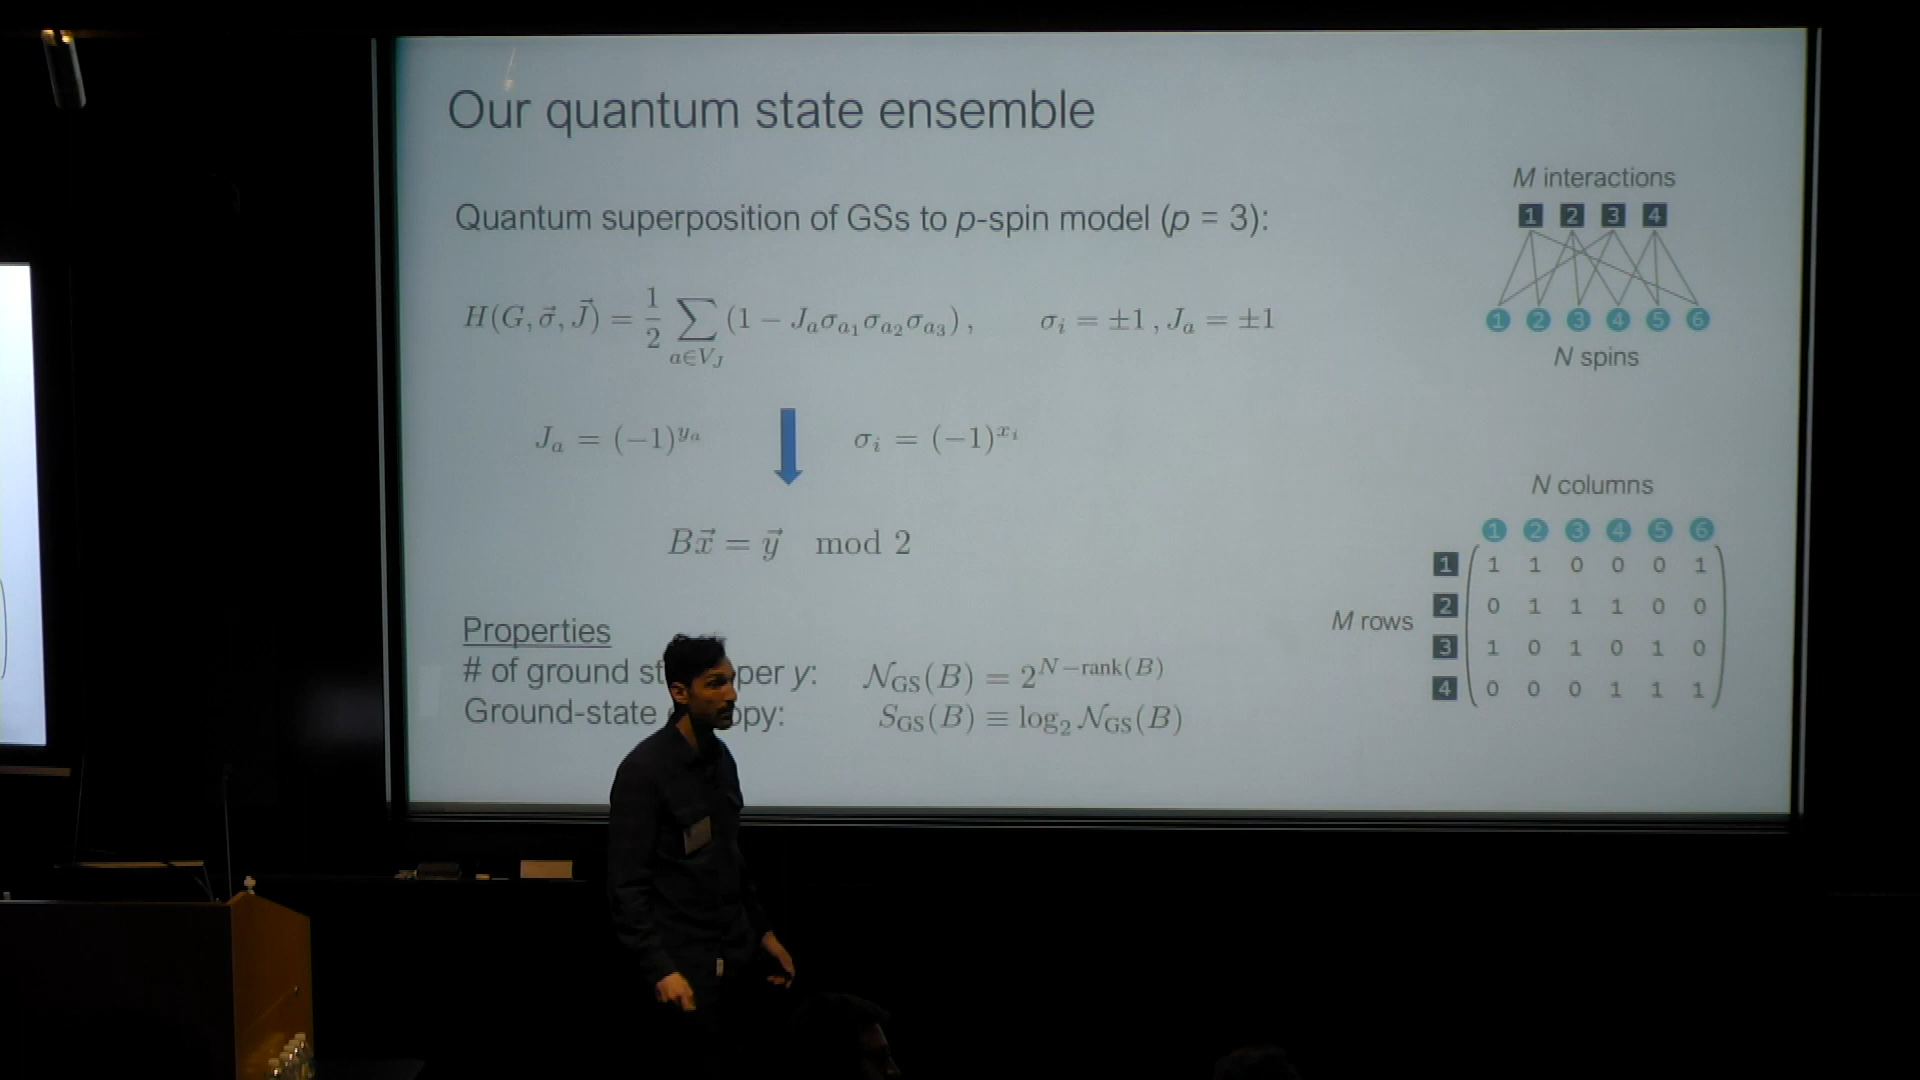 Our quantum state ensemble
Quantum superposition of GSs to p-spin model (p = 3):
H(G, σ⃗, J⃗) = 1/2 ∑_{a∈V_J} (1 − J_a σ_{a_1} σ_{a_2} σ_{a_3}), σ_i = ±1, J_a = ±1
J_a = (−1)^{y_a} σ_i = (−1)^{x_i}
Bx⃗ = y⃗ mod 2
Properties
# of ground per y: 𝒩_GS(B) = 2^{N−rank(B)}
Ground-state S_GS(B) ≡ log_2 𝒩_GS(B)
M interactions
1 2 3 4
1 2 3 4 5 6
N spins
N columns
1 2 3 4 5 6
M rows
1 1 1 0 0 0 1
2 0 1 1 1 0 0
3 1 0 1 0 1 0
4 0 0 0 1 1 1